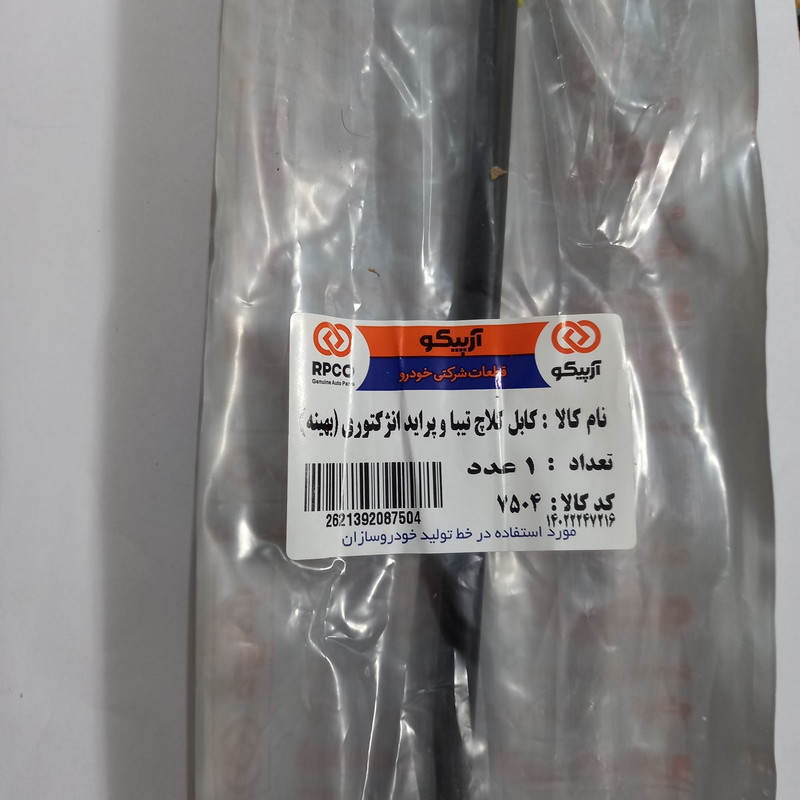 آرپیکو
RPCO
Genuine Auto Parts
قطعات شرکتی خودرو
آرپیکو
نام کالا : کابل کلاچ تیبا و پراید انژکتوری (بهینه)
تعداد : ۱ عدد
کد کالا : ۷۵۰۴
۱۴۰۲۲۲۴۷۲۱۶
2621392087504
مورد استفاده در خط تولید خودروسازان